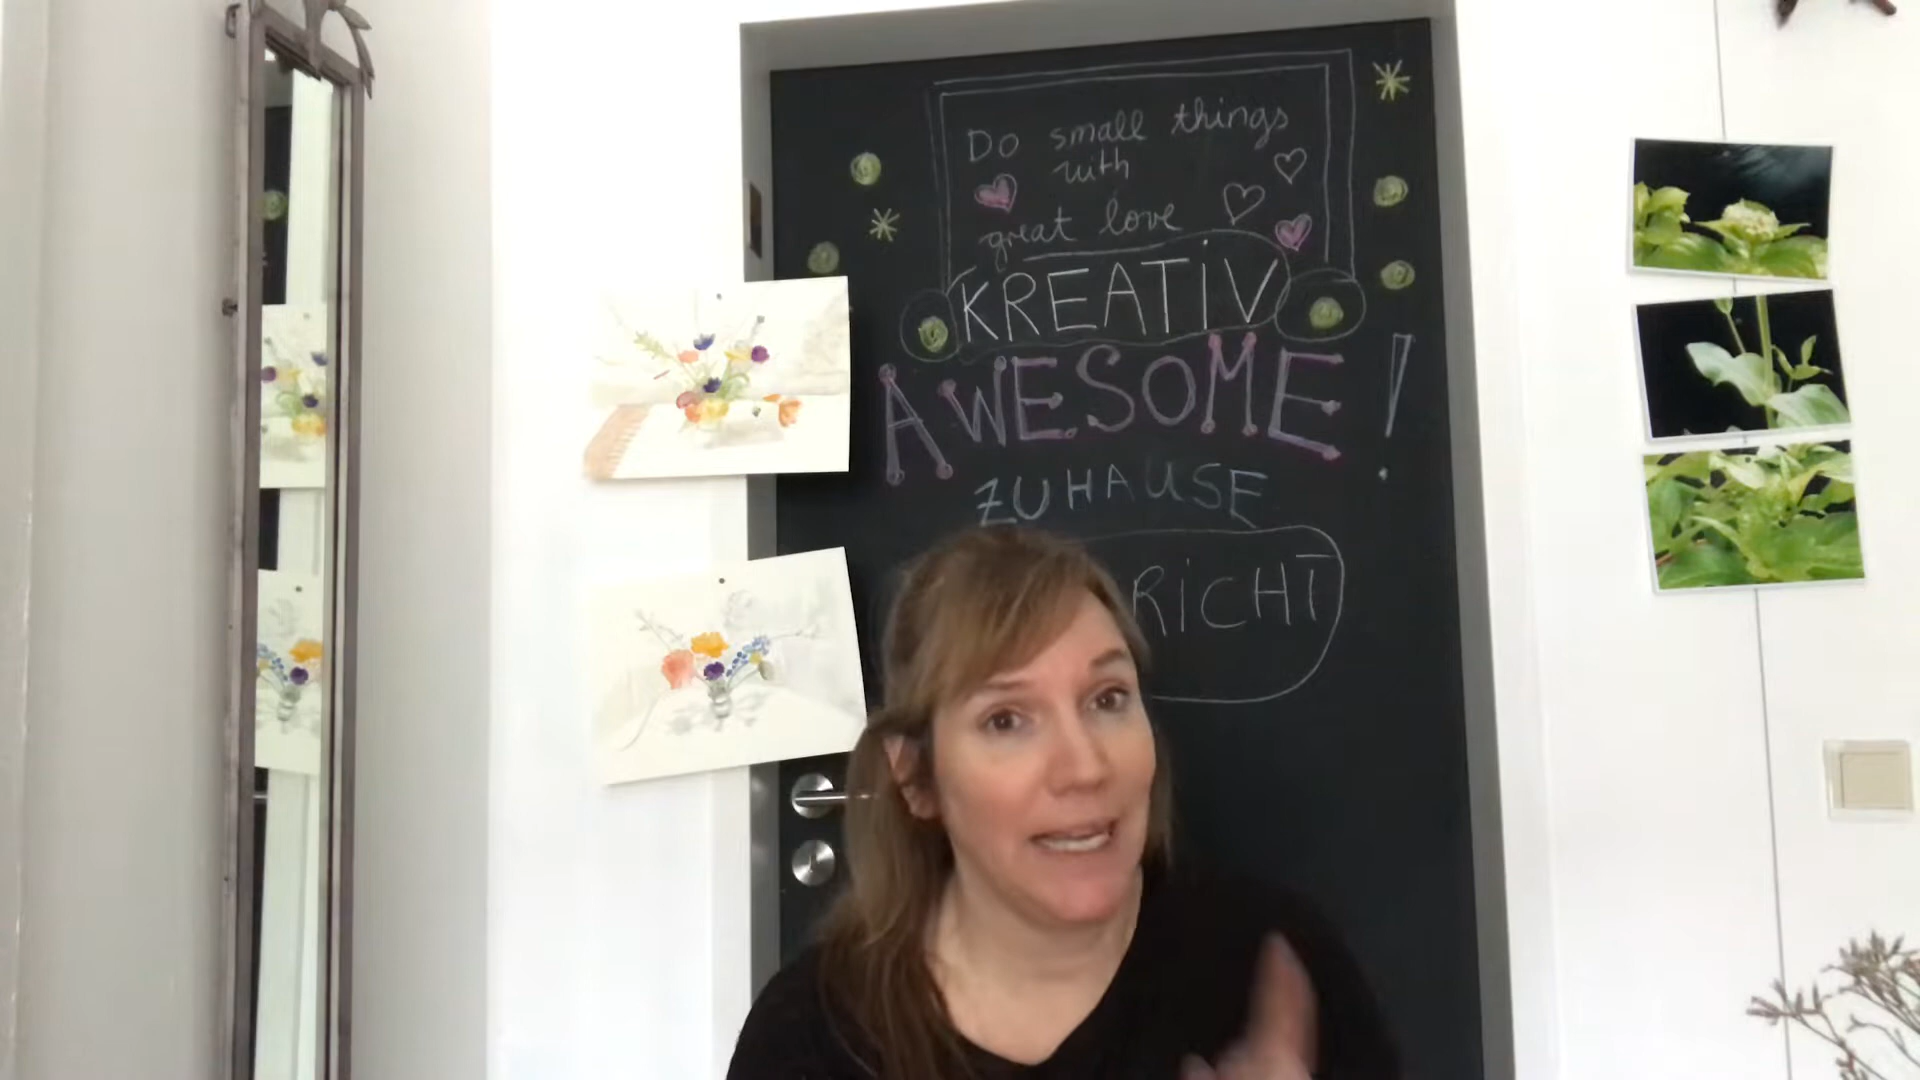 Do small things
with
great love
KREATIV
AWESOME!
ZUHAUSE
RICHT